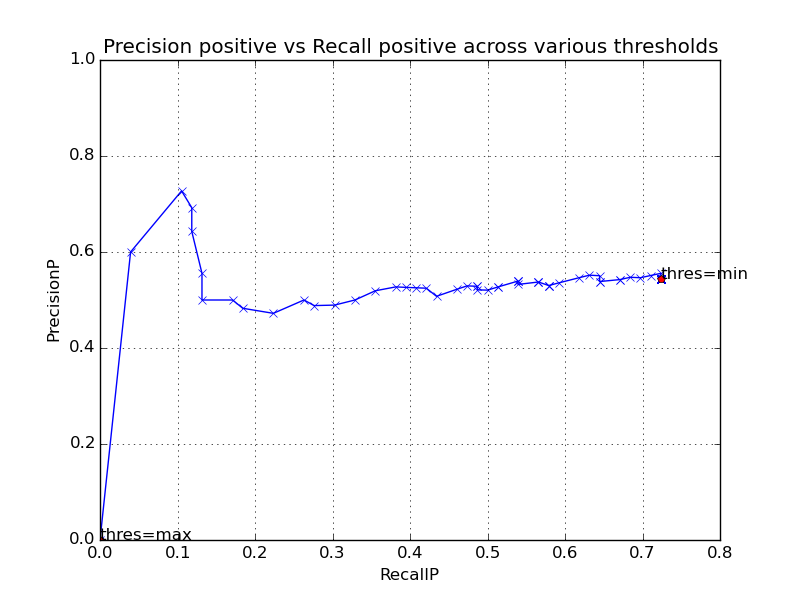 Precision positive vs Recall positive across various thresholds
1.0
0.8
0.6
0.4
0.2
0.0
PrecisionP
thres=min
thres=max
0.0 0.1 0.2 0.3 0.4 0.5 0.6 0.7 0.8
RecallP